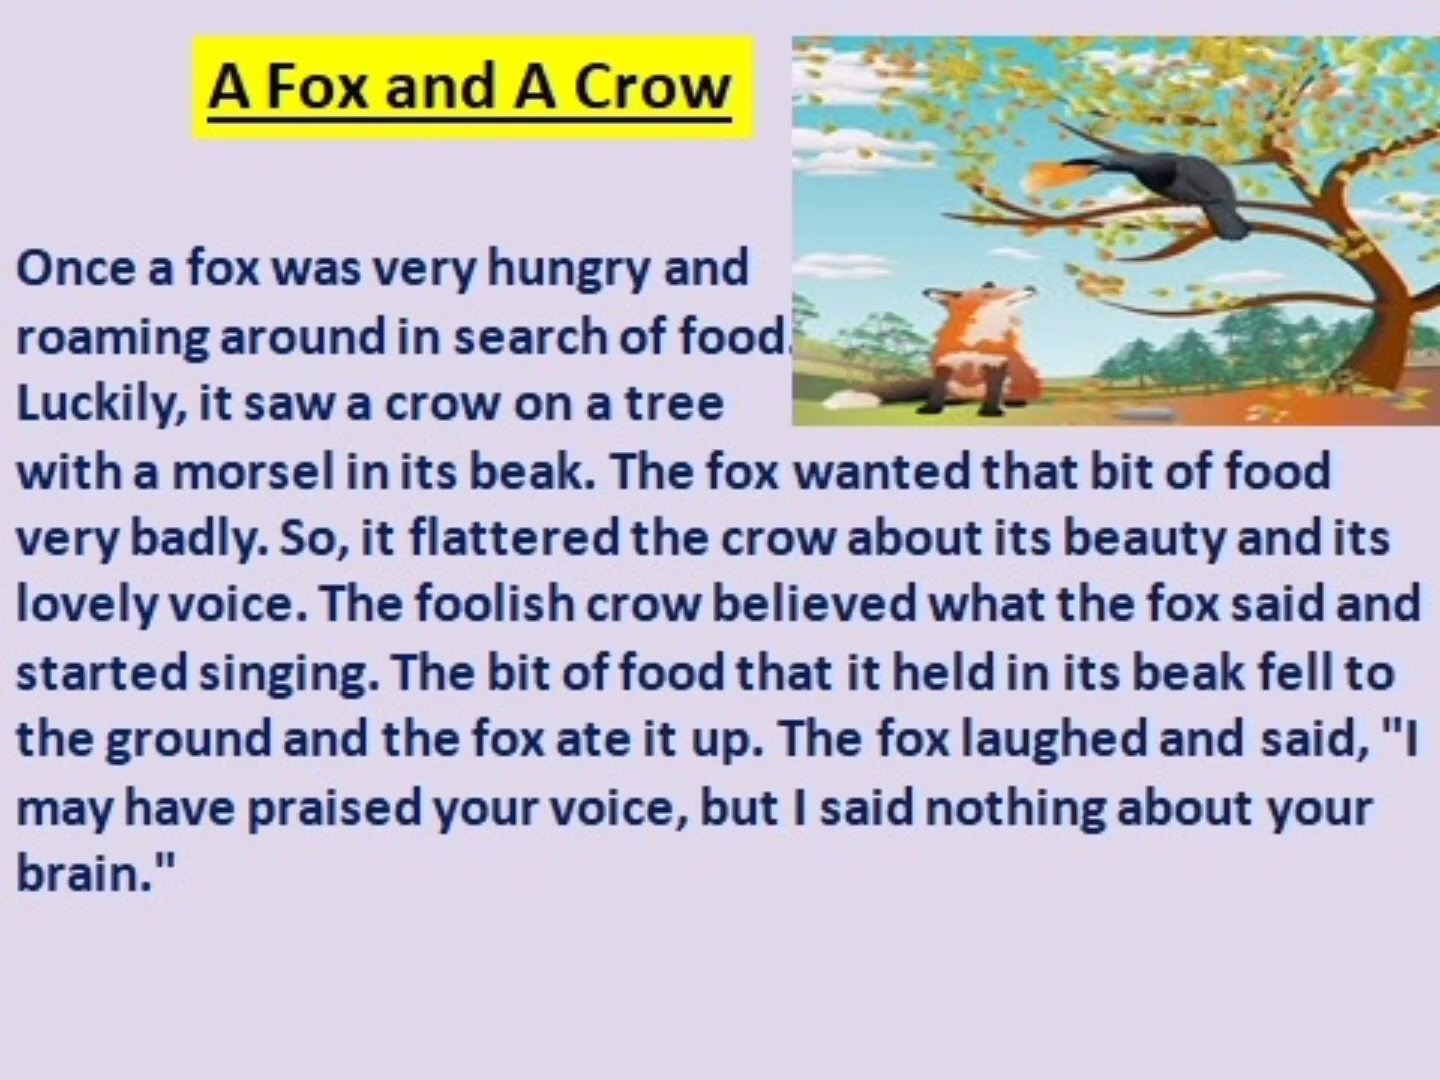 A Fox and A Crow
Once a fox was very hungry and
roaming around in search of food.
Luckily, it saw a crow on a tree
with a morsel in its beak. The fox wanted that bit of food
very badly. So, it flattered the crow about its beauty and its
lovely voice. The foolish crow believed what the fox said and
started singing. The bit of food that it held in its beak fell to
the ground and the fox ate it up. The fox laughed and said, "I
may have praised your voice, but I said nothing about your
brain."